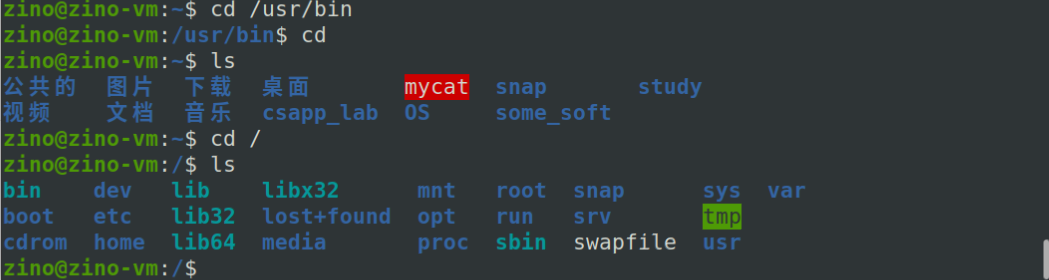 zino@zino-vm:~$ cd /usr/bin
zino@zino-vm:/usr/bin$ cd
zino@zino-vm:~$ ls
公共的 图片 下载 桌面 mycat snap study
视频 文档 音乐 csapp_lab OS some_soft
zino@zino-vm:~$ cd /
zino@zino-vm:/$ ls
bin dev lib libx32 mnt root snap sys var
boot etc lib32 lost+found opt run srv tmp
cdrom home lib64 media proc sbin swapfile usr
zino@zino-vm:/$